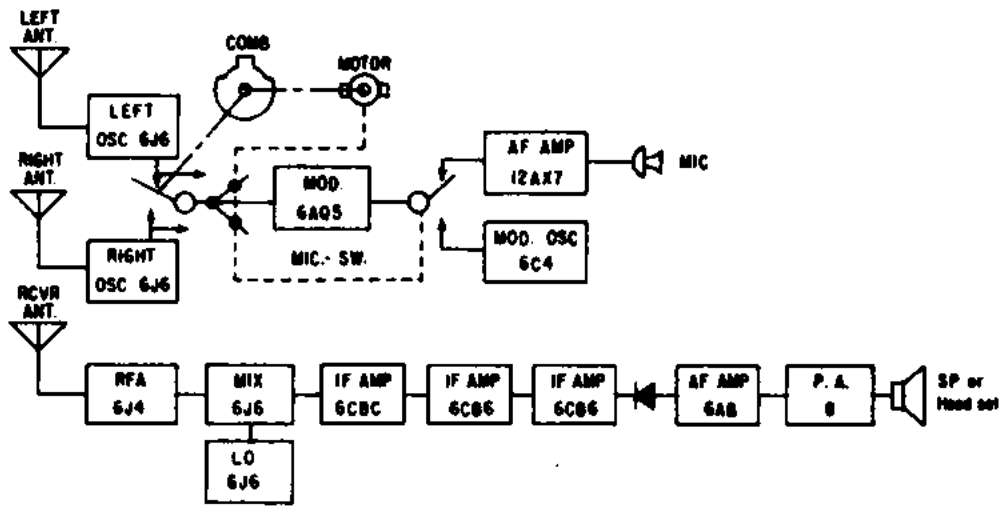 LEFT
ANT.
COMB
MOTOR
LEFT
OSC 6J6
RIGHT
ANT.
MOD.
6AQ5
AF AMP
12AX7
MIC
RIGHT
OSC 6J6
MIC.- SW.
MOD. OSC
6C4
RCVR
ANT.
RFA
6J4
MIX
6J6
IF AMP
6CBC
IF AMP
6CB6
IF AMP
6CB6
AF AMP
P. A.
SP or
Head set
LO
6J6